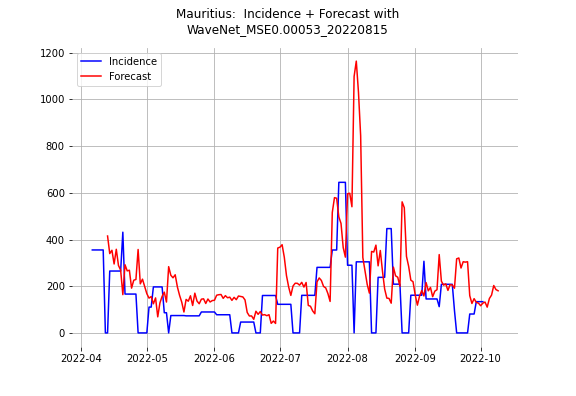 Mauritius:  Incidence + Forecast with
WaveNet_MSE0.00053_20220815
Incidence
Forecast
1200
1000
800
600
400
200
0
2022-04 2022-05 2022-06 2022-07 2022-08 2022-09 2022-10